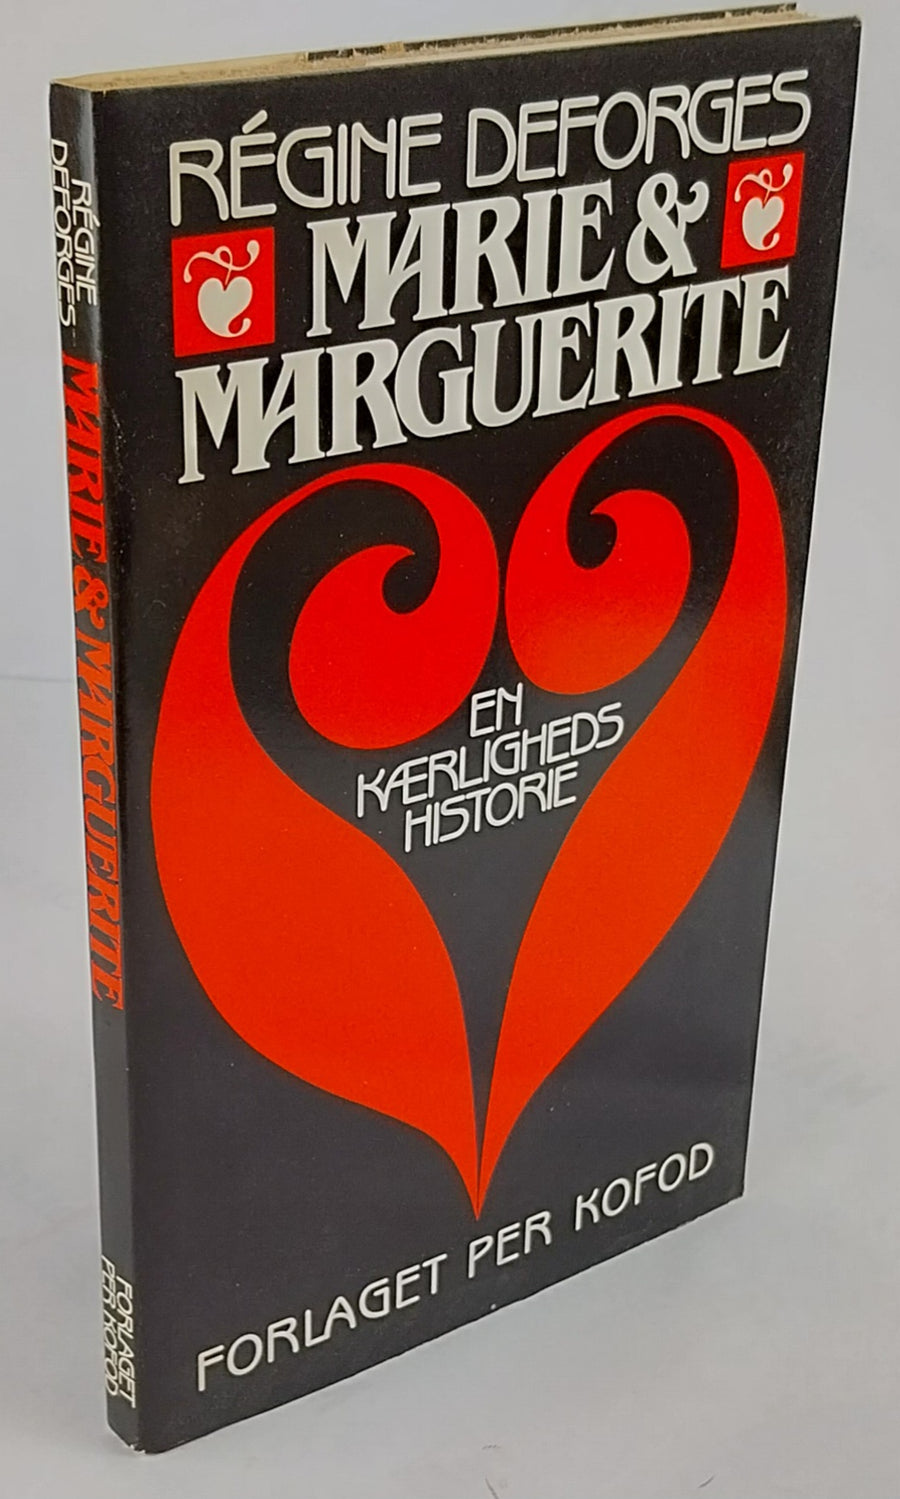 RÉGINE DEFORGES
MARIE &
MARGUERITE
EN
KÆRLIGHEDS
HISTORIE
FORLAGET PER KOFOD
RÉGINE
DEFORGES
MARIE & MARGUERITE
FORLAGET
PER KOFOD